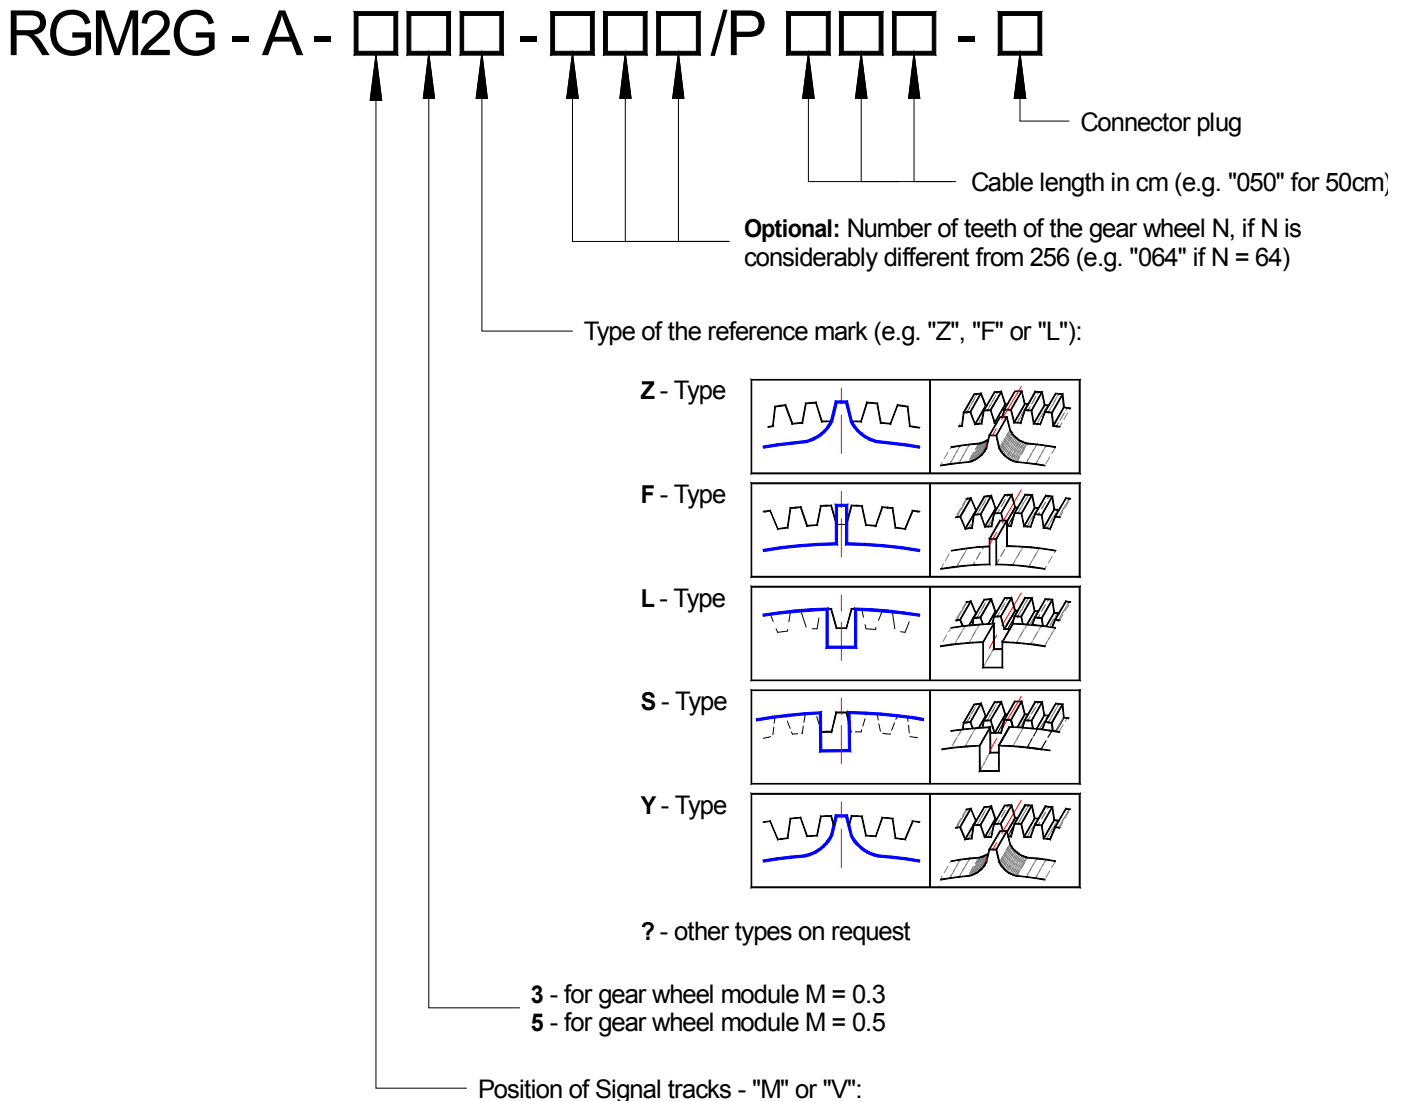 RGM2G - A - □□□ - □□□ /P □□□ - □
Connector plug
Cable length in cm (e.g. "050" for 50cm)
Optional: Number of teeth of the gear wheel N, if N is
considerably different from 256 (e.g. "064" if N = 64)
Type of the reference mark (e.g. "Z", "F" or "L"):
Z - Type
F - Type
L - Type
S - Type
Y - Type
? - other types on request
3 - for gear wheel module M = 0.3
5 - for gear wheel module M = 0.5
Position of Signal tracks - "M" or "V":